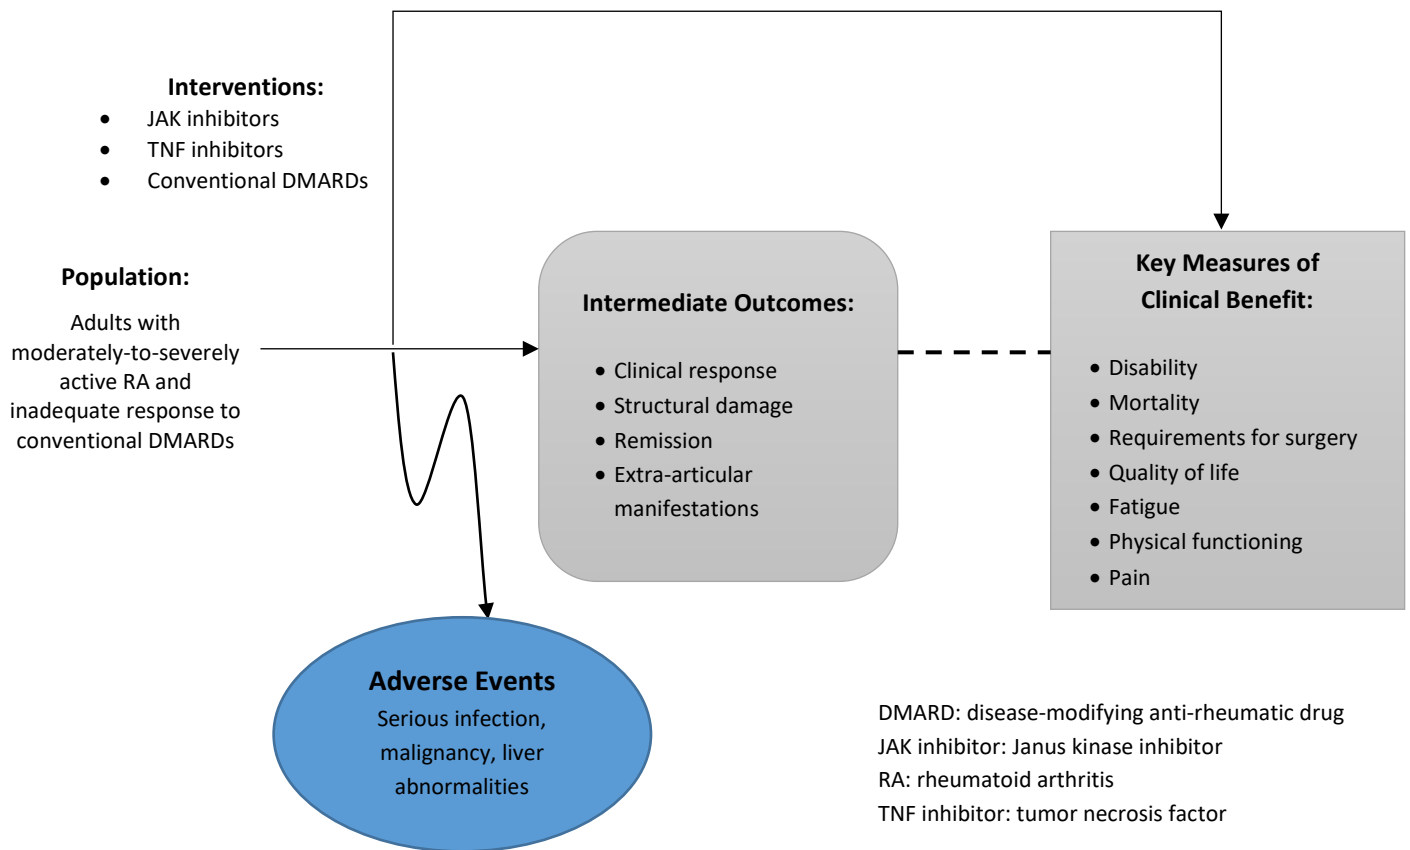 Interventions:
• JAK inhibitors
• TNF inhibitors
• Conventional DMARDs
Population:
Adults with
moderately-to-severely
active RA and
inadequate response to
conventional DMARDs
Intermediate Outcomes:
• Clinical response
• Structural damage
• Remission
• Extra-articular
manifestations
Key Measures of
Clinical Benefit:
• Disability
• Mortality
• Requirements for surgery
• Quality of life
• Fatigue
• Physical functioning
• Pain
Adverse Events
Serious infection,
malignancy, liver
abnormalities
DMARD: disease-modifying anti-rheumatic drug
JAK inhibitor: Janus kinase inhibitor
RA: rheumatoid arthritis
TNF inhibitor: tumor necrosis factor